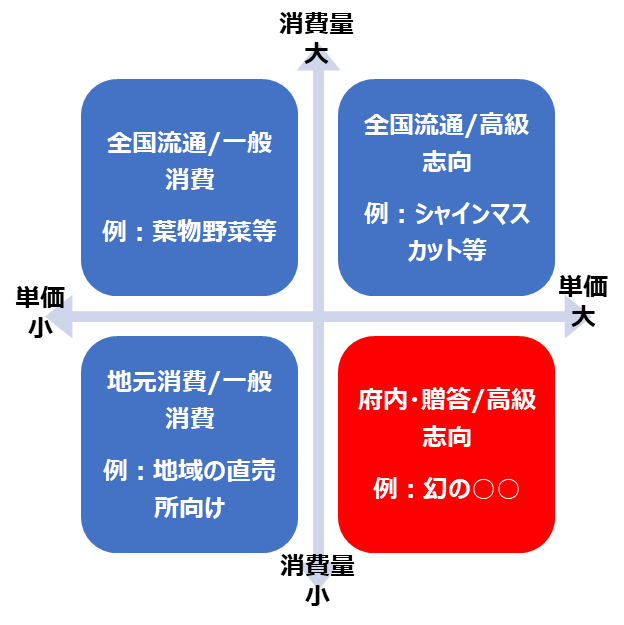 消費量
大
全国流通/一般
消費
例：葉物野菜等
全国流通/高級
志向
例：シャインマス
カット等
単価
小
単価
大
地元消費/一般
消費
例：地域の直売
所向け
府内・贈答/高級
志向
例：幻の○○
消費量
小